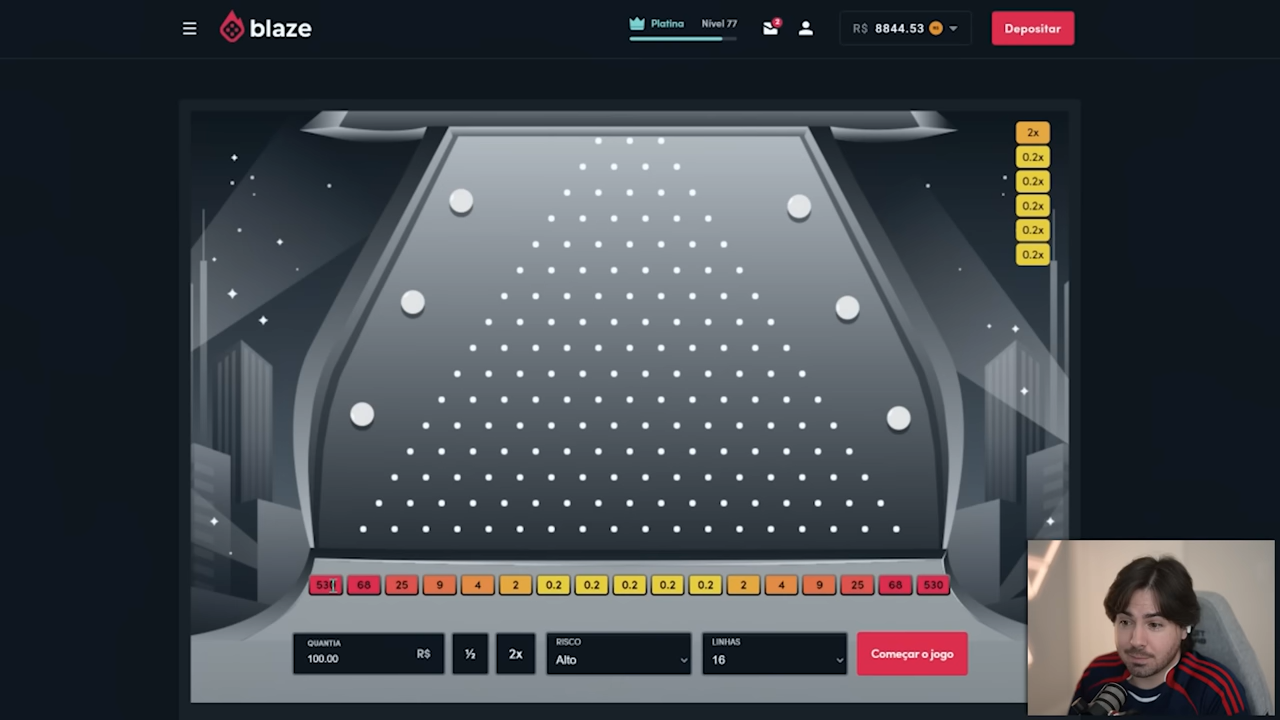 blaze
Platina Nível 77
2
R$ 8844.53 R$
Depositar
2x
0.2x
0.2x
0.2x
0.2x
0.2x
530 68 25 9 4 2 0.2 0.2 0.2 0.2 0.2 2 4 9 25 68 530
QUANTIA
100.00 R$
½
2x
RISCO
Alto
LINHAS
16
Começar o jogo